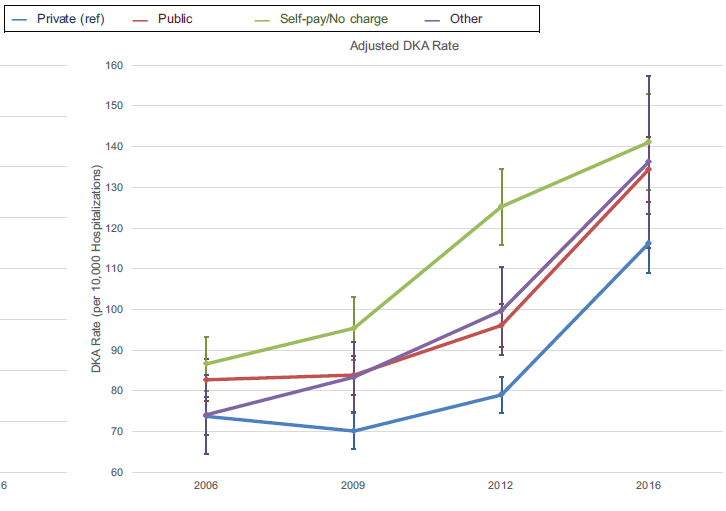 Private (ref) Public Self-pay/No charge Other
Adjusted DKA Rate
DKA Rate (per 10,000 Hospitalizations)
160
150
140
130
120
110
100
90
80
70
60
6 2006 2009 2012 2016